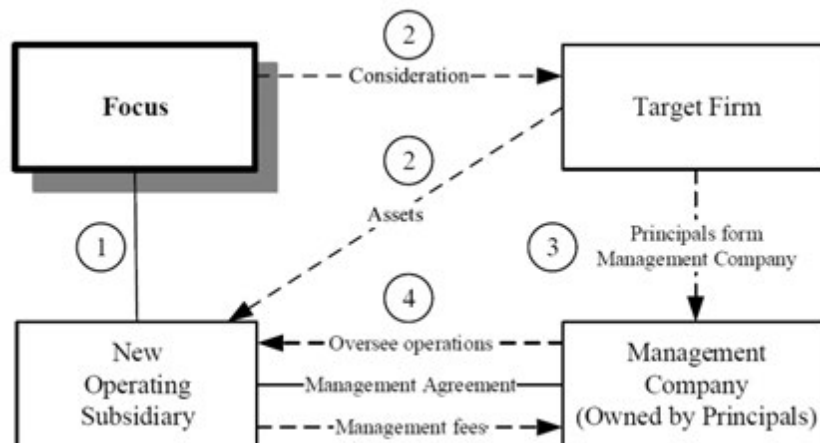 2
Consideration
Focus
Target Firm
2
Assets
1
3
Principals form
Management Company
4
New
Operating
Subsidiary
Oversee operations
Management Agreement
Management fees
Management
Company
(Owned by Principals)